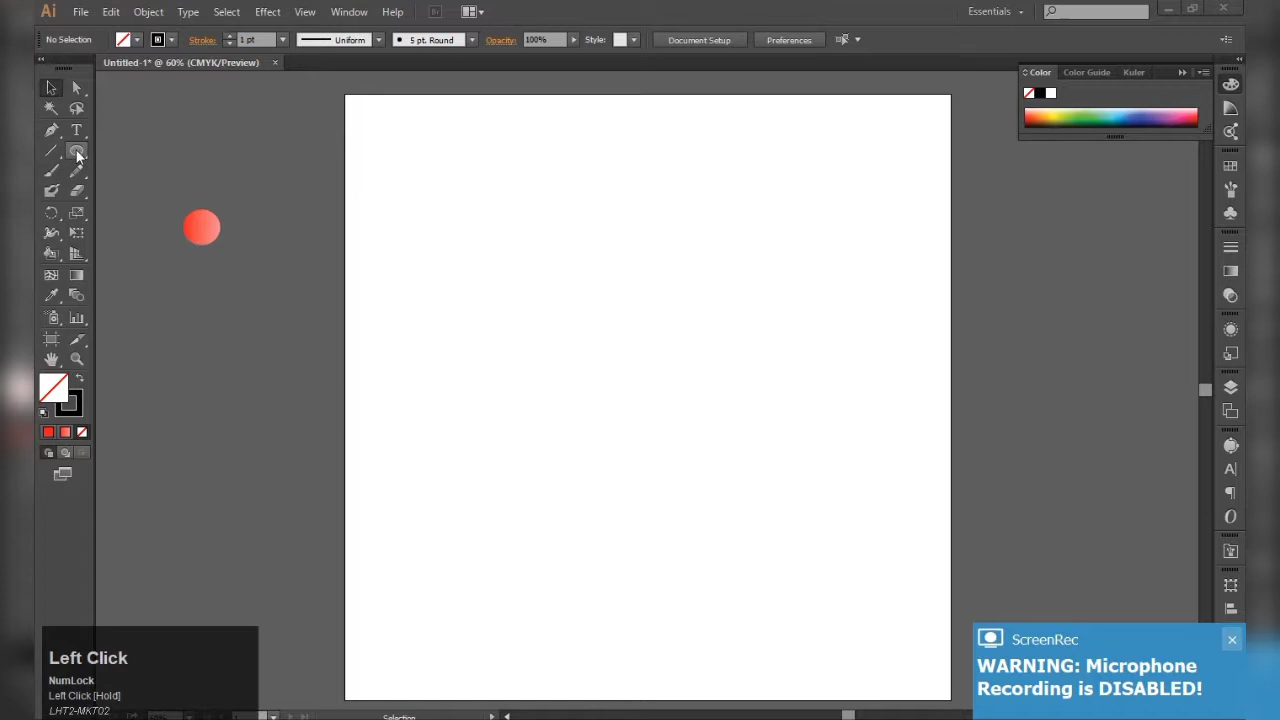 Ai File Edit Object Type Select Effect View Window Help Br Essentials
No Selection Stroke: 1 pt Uniform 5 pt. Round Opacity: 100% Style: Document Setup Preferences
Untitled-1* @ 60% (CMYK/Preview) ×
Color Color Guide Kuler
Left Click
NumLock
Left Click [Hold]
LHT2-MKT02
ScreenRec
WARNING: Microphone
Recording is DISABLED!
Selection